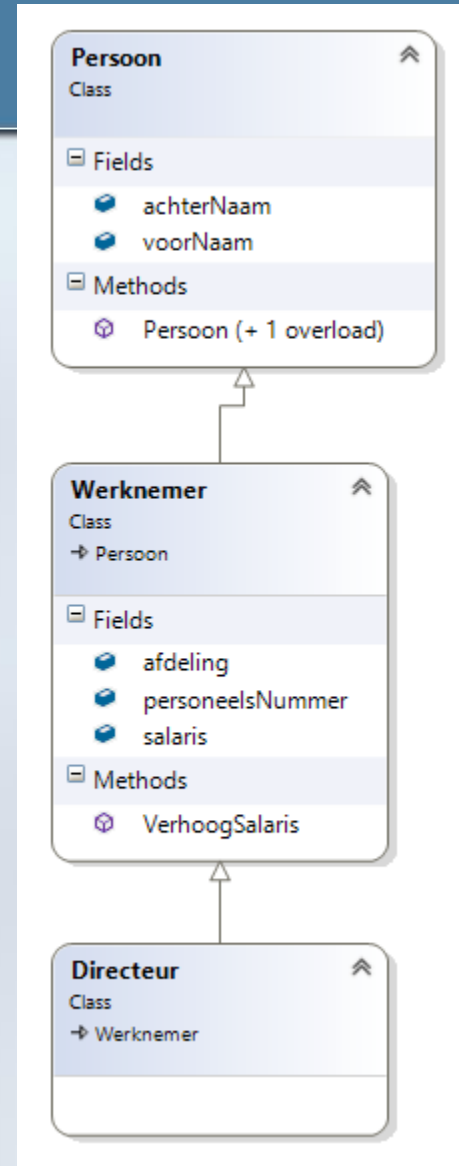 Persoon
Class
Fields
achterNaam
voorNaam
Methods
Persoon (+ 1 overload)
Werknemer
Class
Persoon
Fields
afdeling
personeelsNummer
salaris
Methods
VerhoogSalaris
Directeur
Class
Werknemer